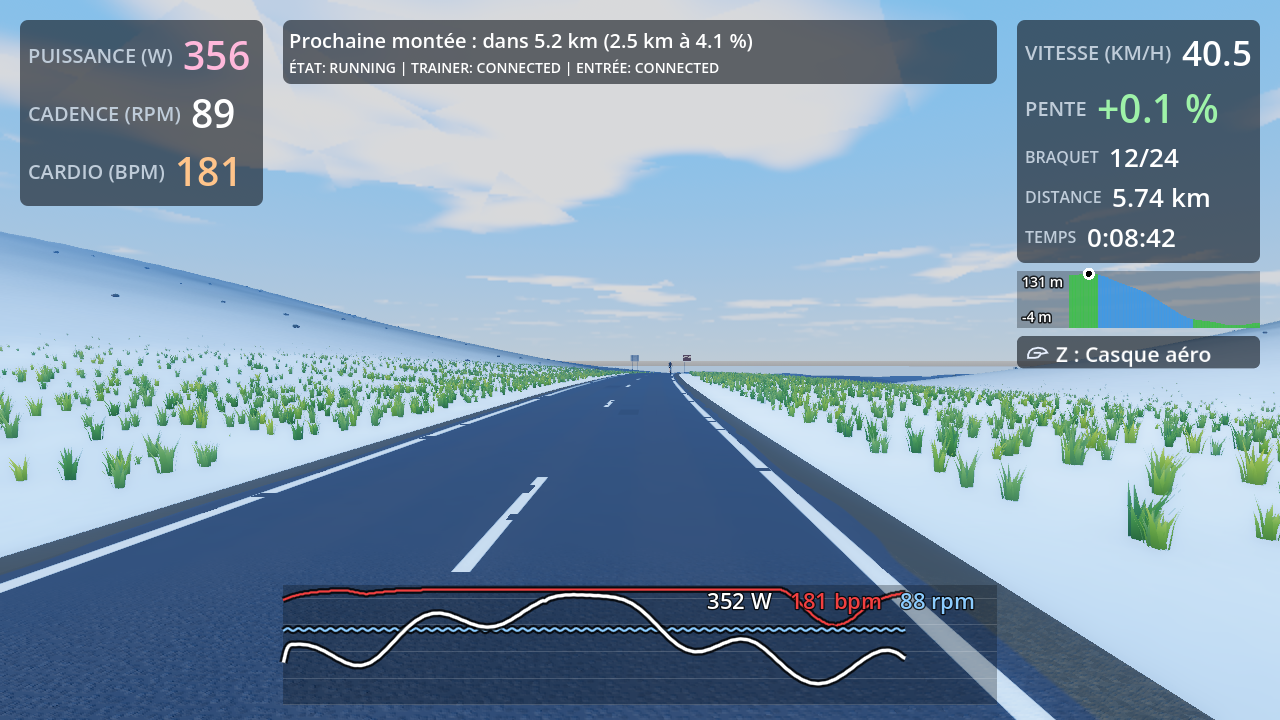 PUISSANCE (W) 356
CADENCE (RPM) 89
CARDIO (BPM) 181
Prochaine montée : dans 5.2 km (2.5 km à 4.1 %)
ÉTAT: RUNNING | TRAINER: CONNECTED | ENTRÉE: CONNECTED
VITESSE (KM/H) 40.5
PENTE +0.1 %
BRAQUET 12/24
DISTANCE 5.74 km
TEMPS 0:08:42
131 m
-4 m
Z : Casque aéro
352 W 181 bpm 88 rpm